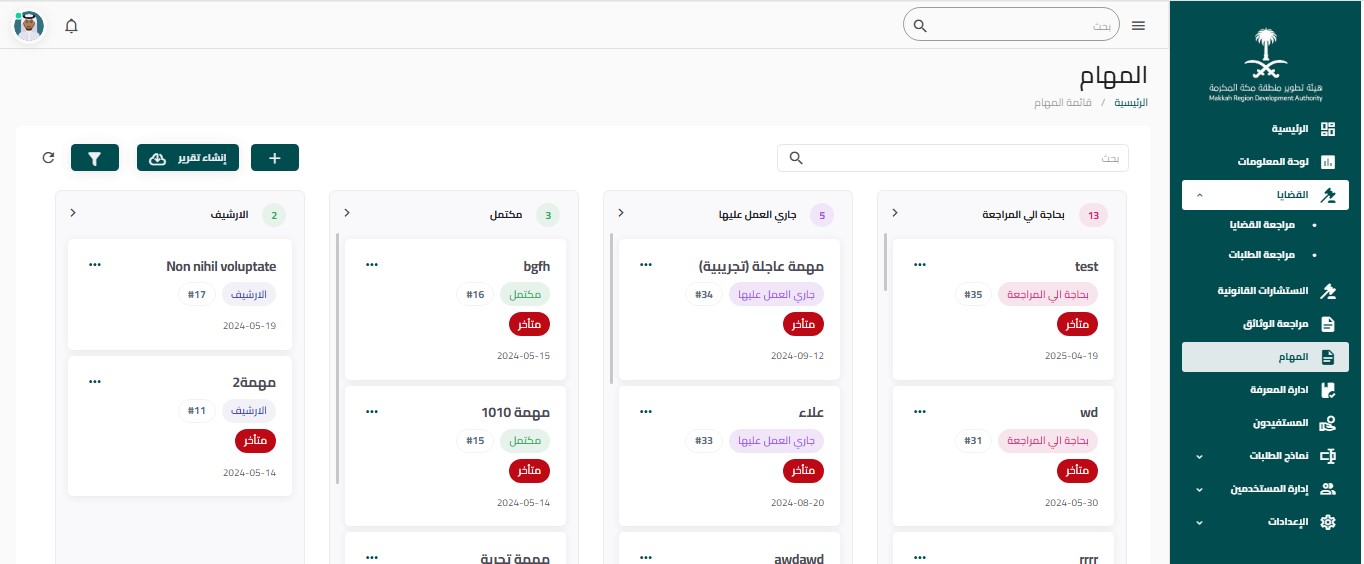 هيئة تطوير منطقة مكة المكرمة
Makkah Region Development Authority
الرئيسية
لوحة المعلومات
القضايا
مراجعة القضايا
مراجعة الطلبات
الاستشارات القانونية
مراجعة الوثائق
المهام
ادارة المعرفة
المستفيدون
نماذج الطلبات
إدارة المستخدمين
الإعدادات
بحث
المهام
الرئيسية / قائمة المهام
بحث
إنشاء تقرير
13 بحاجة الي المراجعة
test
بحاجة الي المراجعة #35
متأخر
2025-04-19
wd
بحاجة الي المراجعة #31
متأخر
2024-05-30
rrrr
5 جاري العمل عليها
مهمة عاجلة (تجريبية)
جاري العمل عليها #34
متأخر
2024-09-12
علاء
جاري العمل عليها #33
متأخر
2024-08-20
awdawd
3 مكتمل
bgfh
مكتمل #16
متأخر
2024-05-15
مهمة 1010
مكتمل #15
متأخر
2024-05-14
مهمة تجربة
2 الارشيف
Non nihil voluptate
الارشيف #17
2024-05-19
مهمة2
الارشيف #11
متأخر
2024-05-14